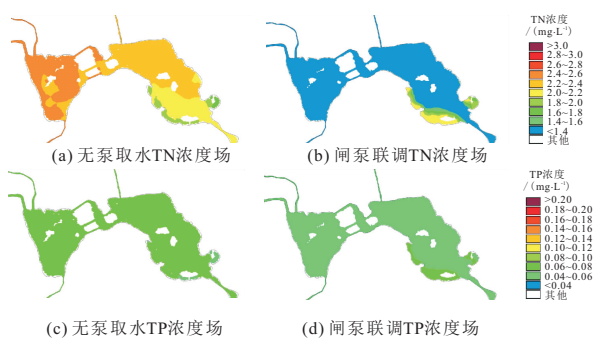 TN浓度
/(mg·L⁻¹)
>3.0
2.8~3.0
2.6~2.8
2.4~2.6
2.2~2.4
2.0~2.2
1.8~2.0
1.6~1.8
1.4~1.6
<1.4
其他
(a) 无泵取水TN浓度场
(b) 闸泵联调TN浓度场
TP浓度
/(mg·L⁻¹)
>0.20
0.18~0.20
0.16~0.18
0.14~0.16
0.12~0.14
0.10~0.12
0.08~0.10
0.06~0.08
0.04~0.06
<0.04
其他
(c) 无泵取水TP浓度场
(d) 闸泵联调TP浓度场